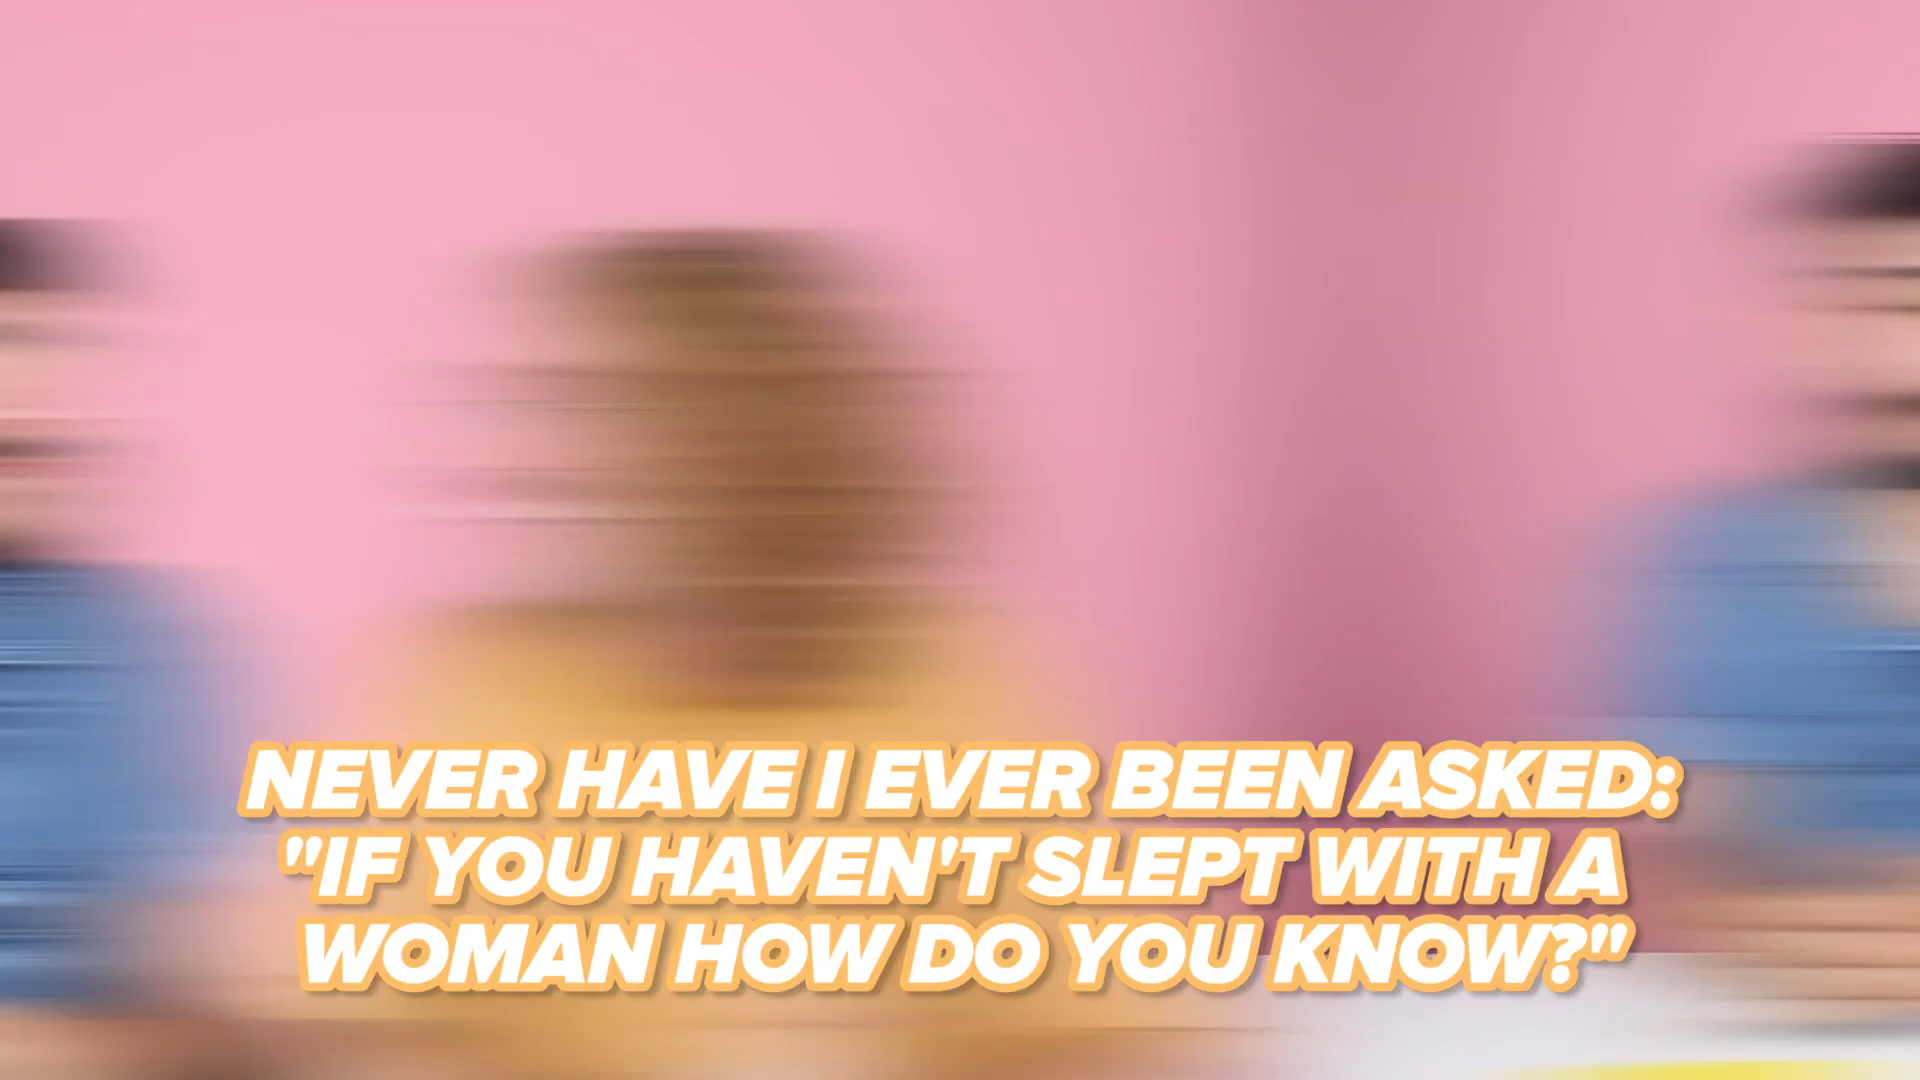 NEVER HAVE I EVER BEEN ASKED:
"IF YOU HAVEN'T SLEPT WITH A
WOMAN HOW DO YOU KNOW?"